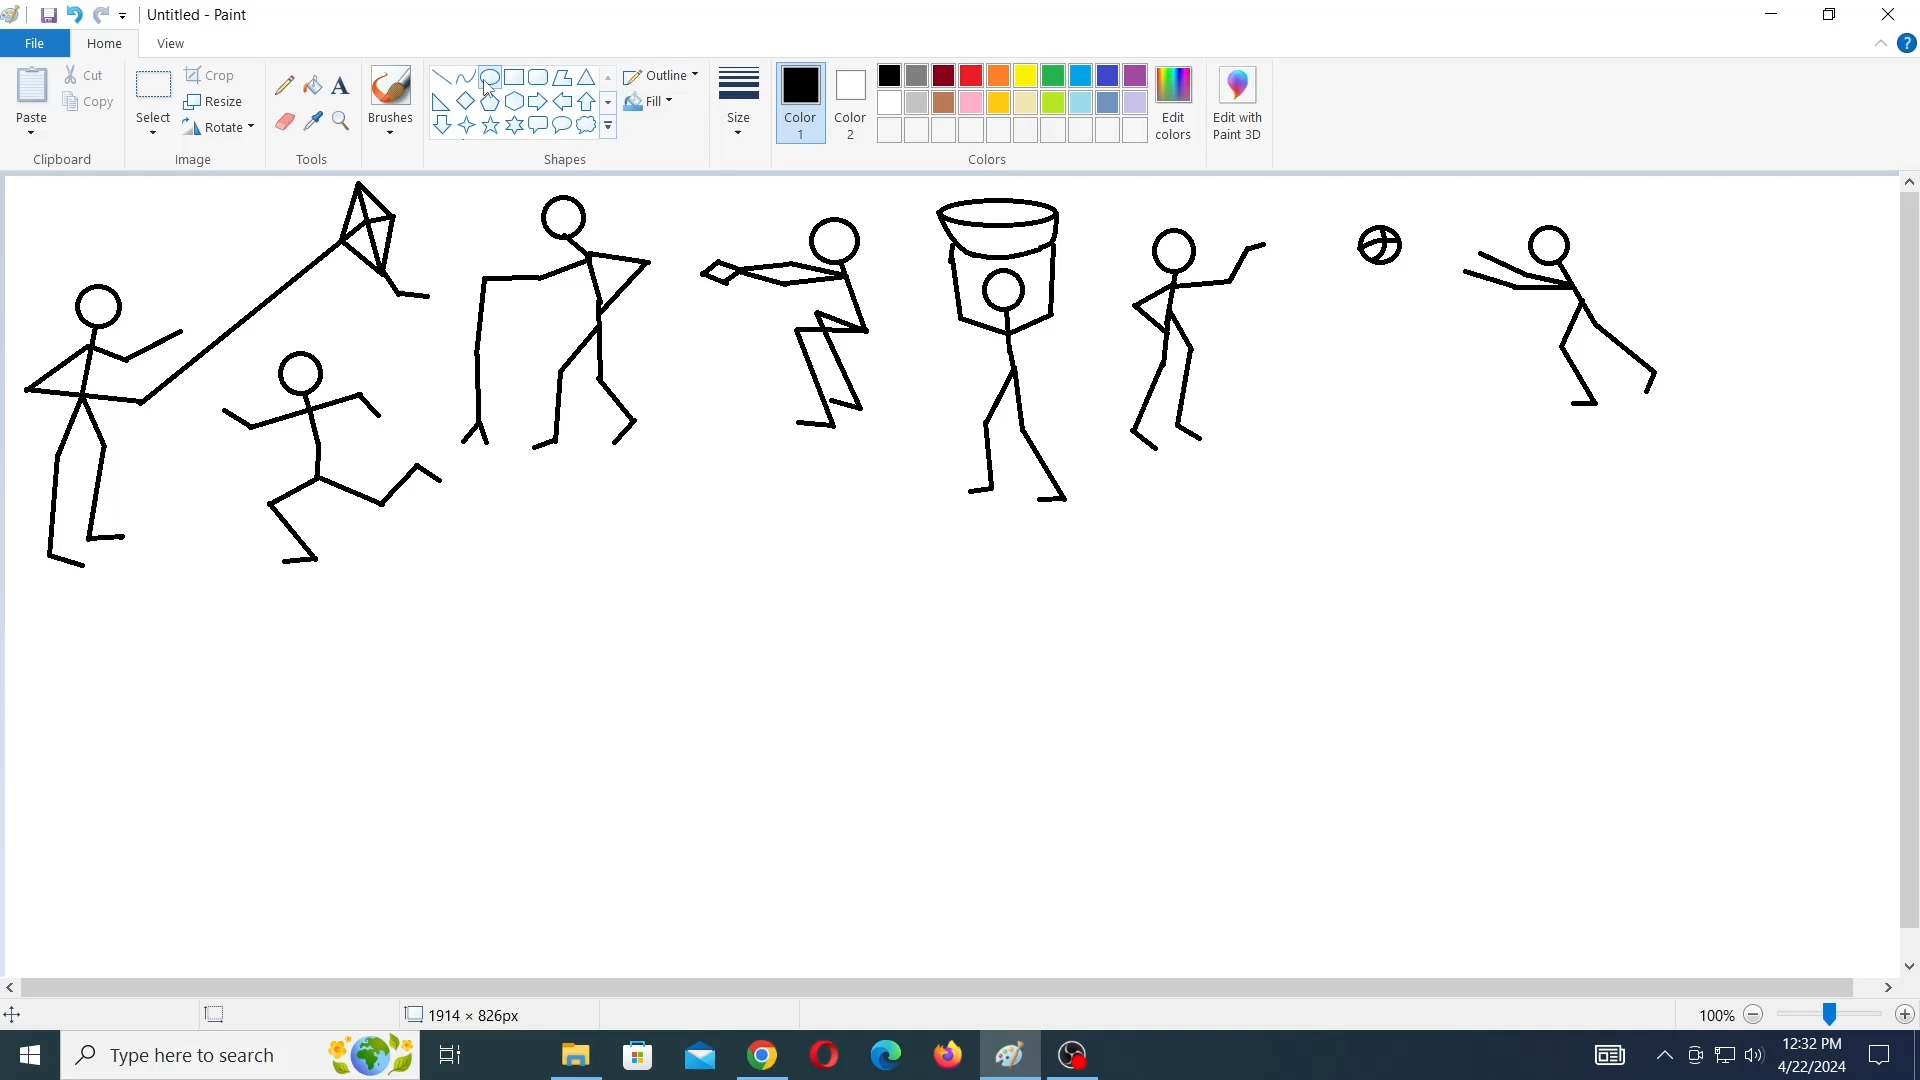 Untitled - Paint
File
Home
View
Paste
Cut
Copy
Clipboard
Select
Crop
Resize
Rotate
Image
Tools
Brushes
Outline
Fill
Shapes
Size
Color
1
Color
2
Edit
colors
Colors
Edit with
Paint 3D
1914 × 826px
100%
Type here to search
12:32 PM
4/22/2024